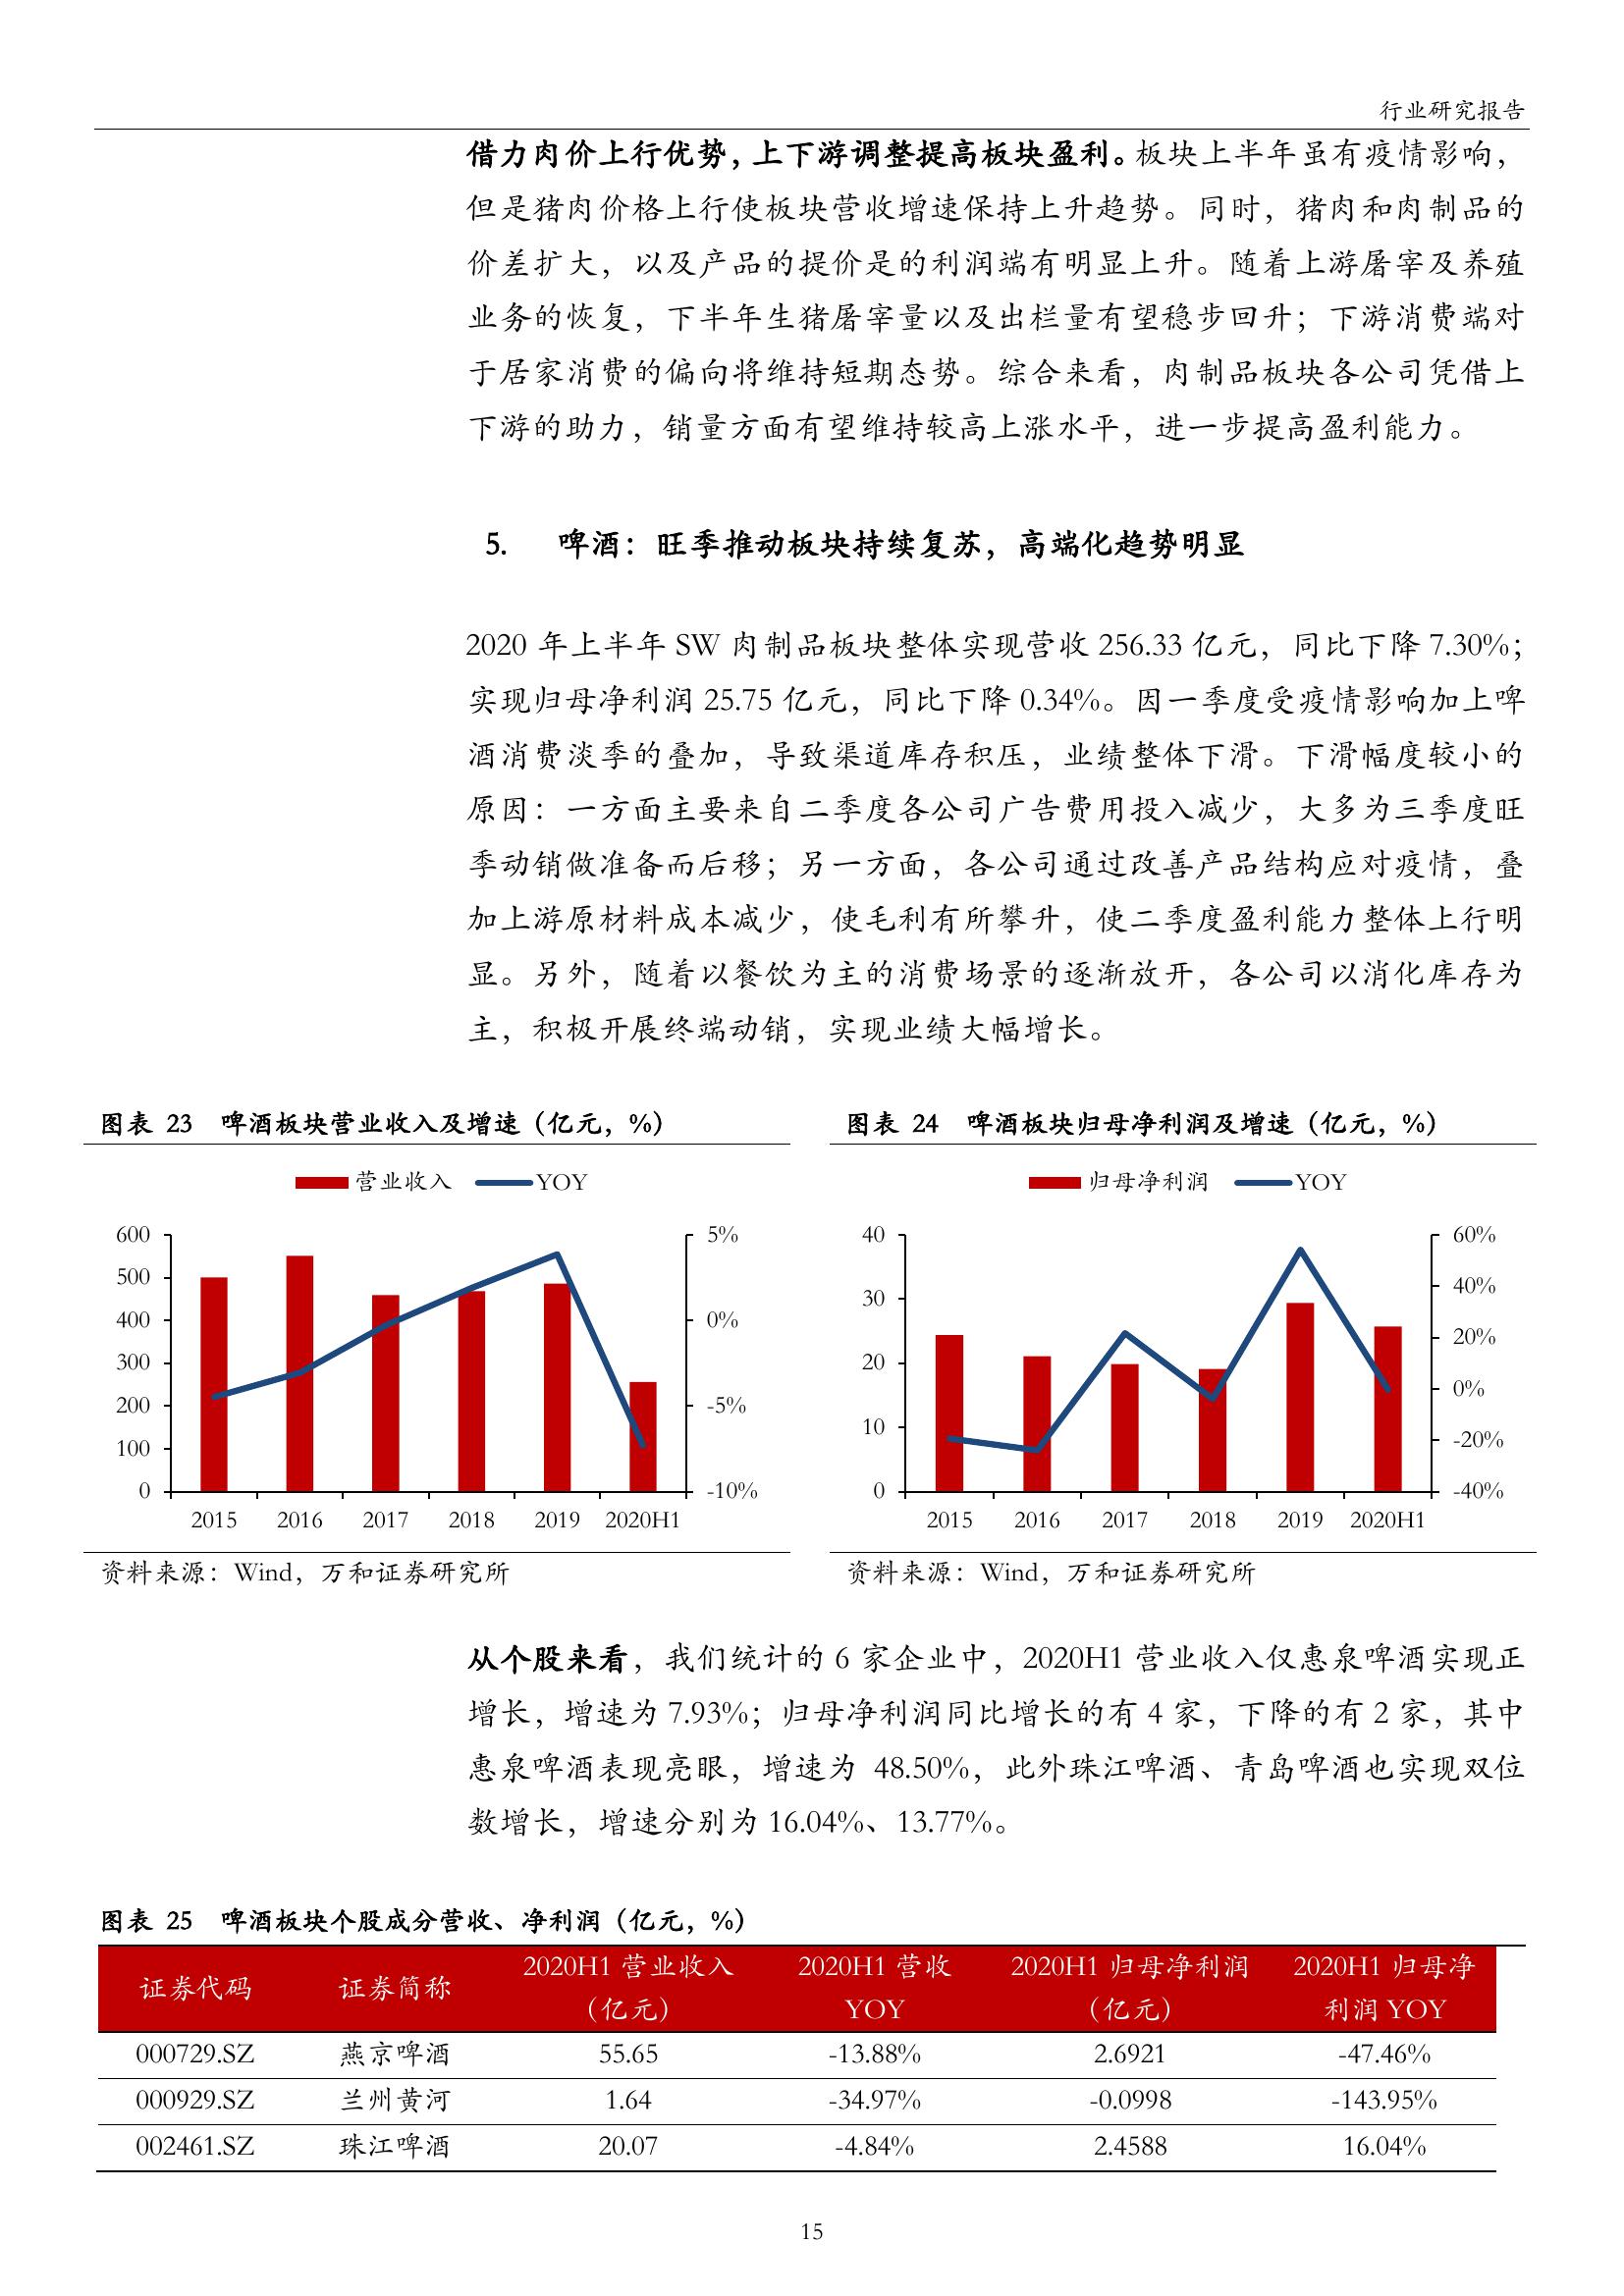 行业研究报告
借力肉价上行优势，上下游调整提高板块盈利。板块上半年虽有疫情影响，
但是猪肉价格上行使板块营收增速保持上升趋势。同时，猪肉和肉制品的
价差扩大，以及产品的提价是的利润端有明显上升。随着上游屠宰及养殖
业务的恢复，下半年生猪屠宰量以及出栏量有望稳步回升；下游消费端对
于居家消费的偏向将维持短期态势。综合来看，肉制品板块各公司凭借上
下游的助力，销量方面有望维持较高上涨水平，进一步提高盈利能力。
5. 啤酒：旺季推动板块持续复苏，高端化趋势明显
2020 年上半年 SW 肉制品板块整体实现营收 256.33 亿元，同比下降 7.30%；
实现归母净利润 25.75 亿元，同比下降 0.34%。因一季度受疫情影响加上啤
酒消费淡季的叠加，导致渠道库存积压，业绩整体下滑。下滑幅度较小的
原因：一方面主要来自二季度各公司广告费用投入减少，大多为三季度旺
季动销做准备而后移；另一方面，各公司通过改善产品结构应对疫情，叠
加上游原材料成本减少，使毛利有所攀升，使二季度盈利能力整体上行明
显。另外，随着以餐饮为主的消费场景的逐渐放开，各公司以消化库存为
主，积极开展终端动销，实现业绩大幅增长。
图表 23 啤酒板块营业收入及增速（亿元，%）
营业收入 YOY
600 5%
500
400 0%
300
200 -5%
100
0 -10%
2015 2016 2017 2018 2019 2020H1
资料来源：Wind，万和证券研究所
图表 24 啤酒板块归母净利润及增速（亿元，%）
归母净利润 YOY
40 60%
40%
30
20%
20
0%
10
-20%
0 -40%
2015 2016 2017 2018 2019 2020H1
资料来源：Wind，万和证券研究所
从个股来看，我们统计的 6 家企业中，2020H1 营业收入仅惠泉啤酒实现正
增长，增速为 7.93%；归母净利润同比增长的有 4 家，下降的有 2 家，其中
惠泉啤酒表现亮眼，增速为 48.50%，此外珠江啤酒、青岛啤酒也实现双位
数增长，增速分别为 16.04%、13.77%。
图表 25 啤酒板块个股成分营收、净利润（亿元，%）
证券代码 证券简称 2020H1 营业收入（亿元） 2020H1 营收 YOY 2020H1 归母净利润（亿元） 2020H1 归母净利润 YOY
000729.SZ 燕京啤酒 55.65 -13.88% 2.6921 -47.46%
000929.SZ 兰州黄河 1.64 -34.97% -0.0998 -143.95%
002461.SZ 珠江啤酒 20.07 -4.84% 2.4588 16.04%
15